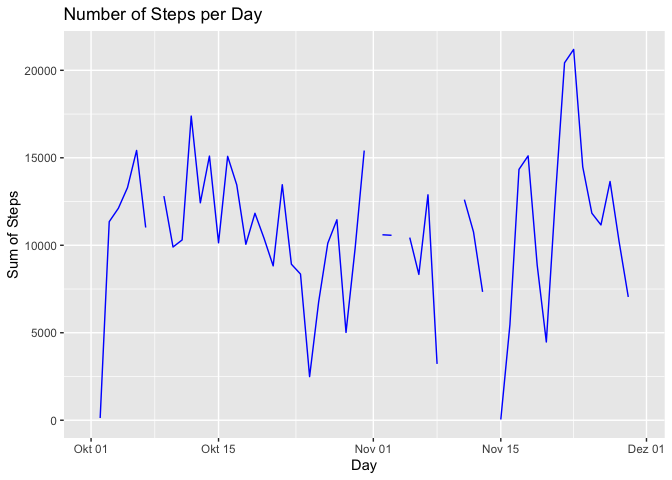 Number of Steps per Day
Sum of Steps
20000
15000
10000
5000
0
Okt 01
Okt 15
Nov 01
Nov 15
Dez 01
Day